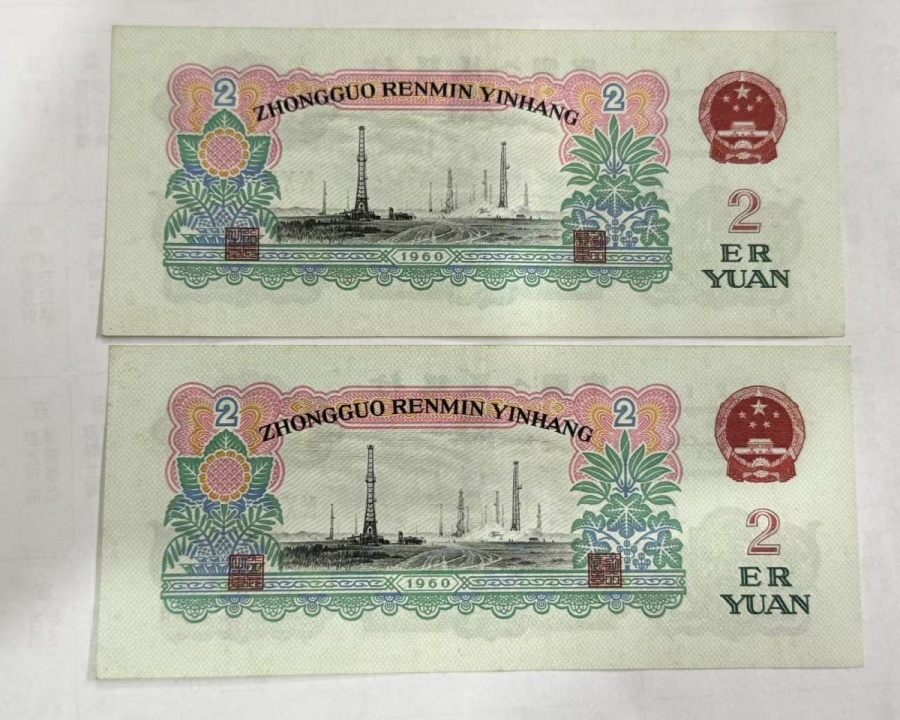 2 ZHONGGUO RENMIN YINHANG 2
2
ER
YUAN
1960
2 ZHONGGUO RENMIN YINHANG 2
2
ER
YUAN
1960